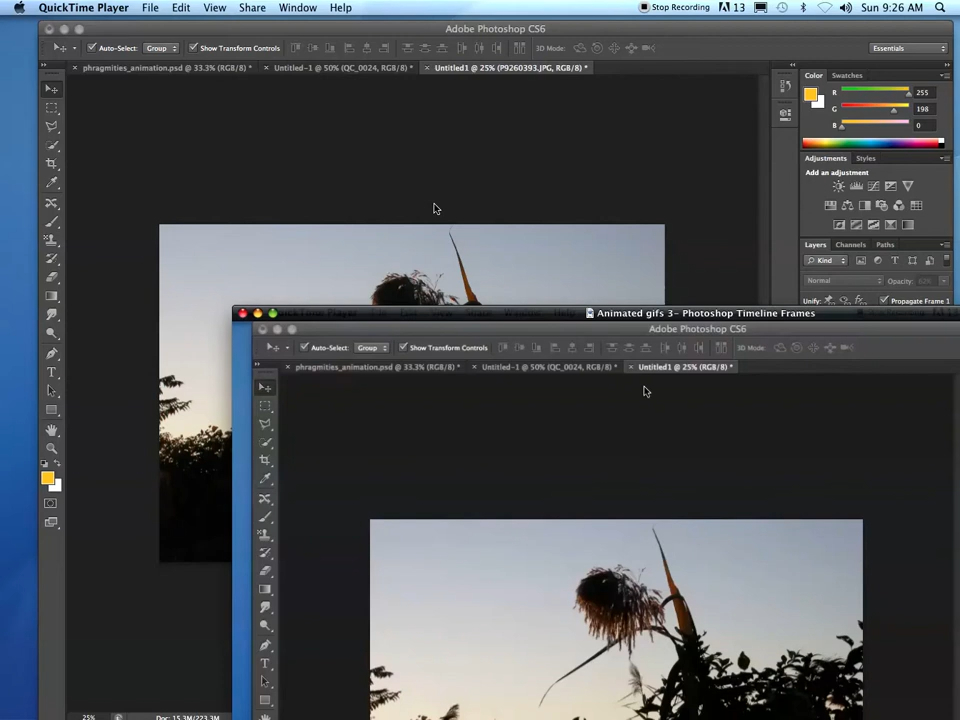 QuickTime Player File Edit View Share Window Help Stop Recording 13 Sun 9:26 AM
Adobe Photoshop CS6
Auto-Select: Group Show Transform Controls 3D Mode: Essentials
× phragmities_animation.psd @ 33.3% (RGB/8) * × Untitled-1 @ 50% (QC_0024, RGB/8) * × Untitled1 @ 25% (P9260393.JPG, RGB/8) *
Color Swatches
R 255
G 198
B 0
Adjustments Styles
Add an adjustment
Layers Channels Paths
Kind
Normal Opacity: 82%
Unify: Propagate Frame 1
Animated gifs 3- Photoshop Timeline Frames
Adobe Photoshop CS6
Auto-Select: Group Show Transform Controls 3D Mode:
× phragmities_animation.psd @ 33.3% (RGB/8) * × Untitled-1 @ 50% (QC_0024, RGB/8) * × Untitled1 @ 25% (RGB/8) *
25% Doc: 15.3M/223.3M